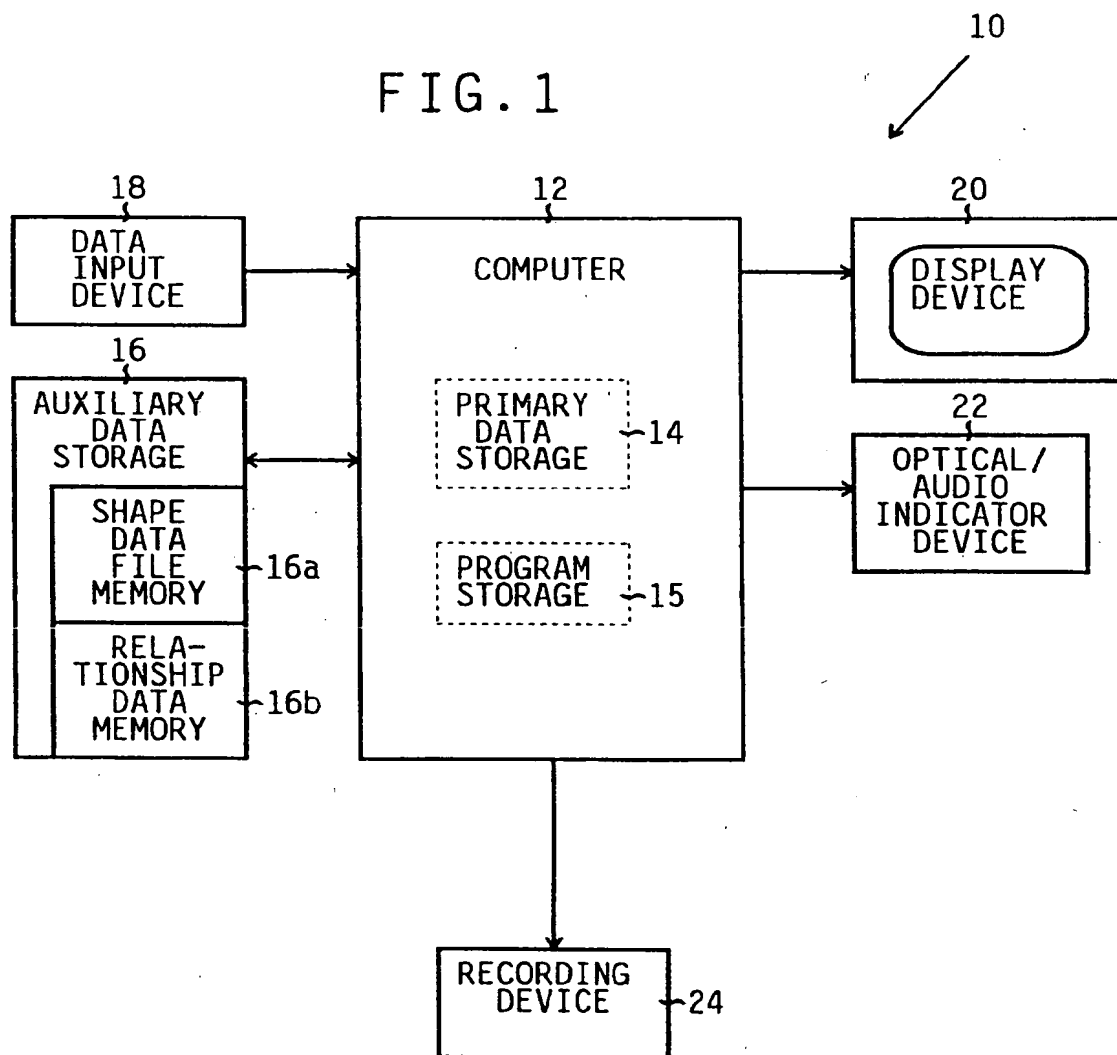 10
FIG.1
18
12
20
DATA
INPUT
DEVICE
COMPUTER
DISPLAY
DEVICE
16
AUXILIARY
DATA
STORAGE
PRIMARY
DATA
STORAGE
14
22
OPTICAL/
AUDIO
INDICATOR
DEVICE
SHAPE
DATA
FILE
MEMORY
16a
PROGRAM
STORAGE
15
RELA-
TIONSHIP
DATA
MEMORY
16b
RECORDING
DEVICE
24